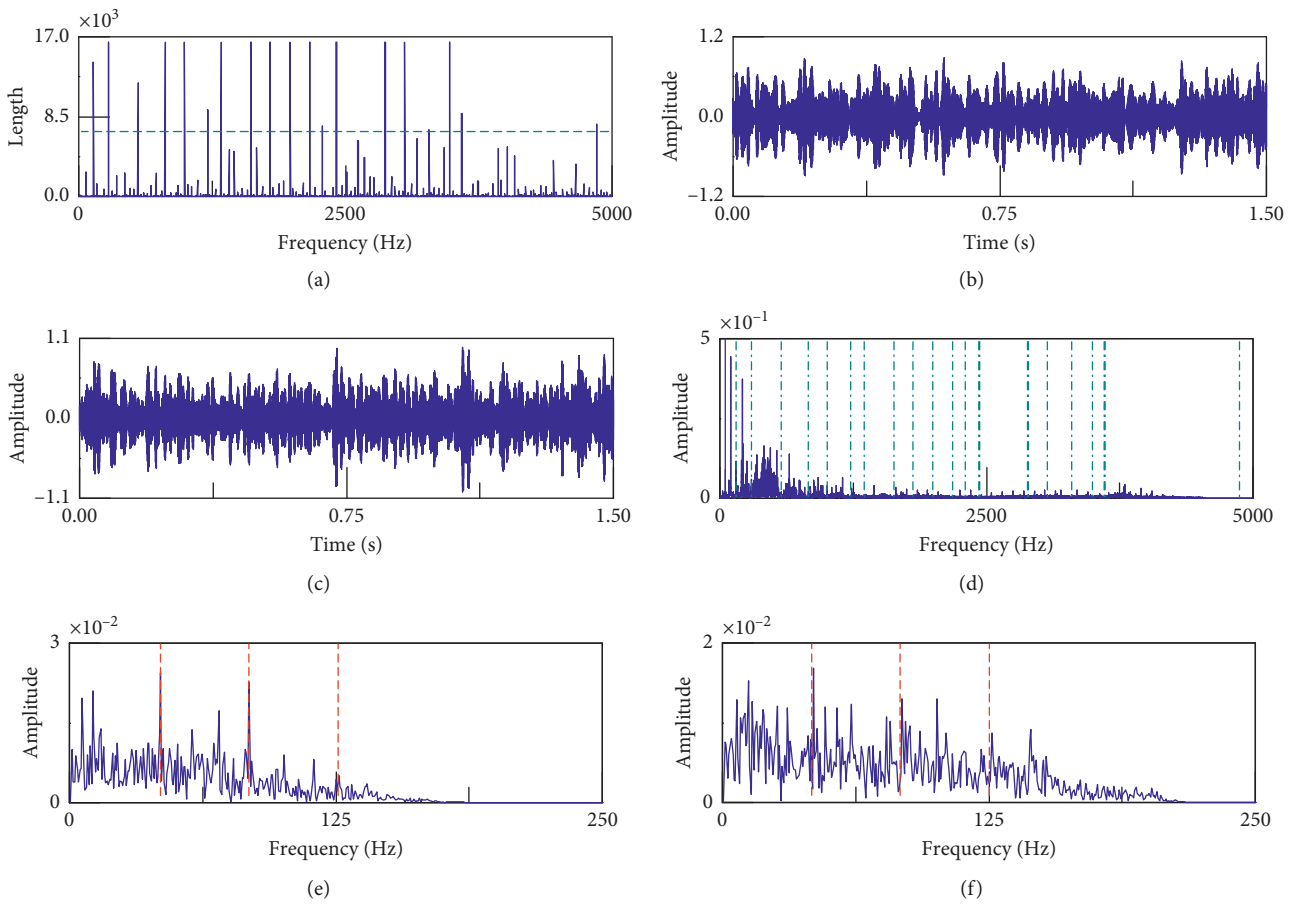 ×10³
17.0
8.5
0.0
Length
0
2500
5000
Frequency (Hz)
(a)
1.2
0.0
−1.2
Amplitude
0.00
0.75
1.50
Time (s)
(b)
1.1
0.0
−1.1
Amplitude
0.00
0.75
1.50
Time (s)
(c)
×10⁻¹
5
0
Amplitude
0
2500
5000
Frequency (Hz)
(d)
×10⁻²
3
0
Amplitude
0
125
250
Frequency (Hz)
(e)
×10⁻²
2
0
Amplitude
0
125
250
Frequency (Hz)
(f)